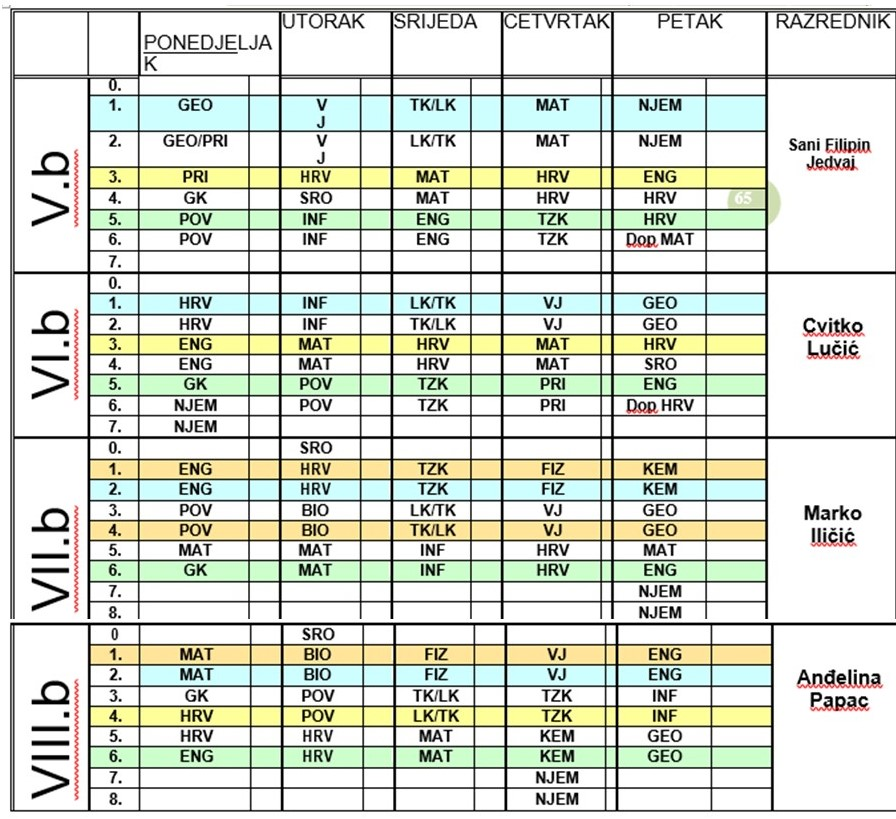 PONEDJELJA UTORAK SRIJEDA CETVRTAK PETAK RAZREDNIK
K
V.b
0.
1. GEO V TK/LK MAT NJEM
J
2. GEO/PRI V LK/TK MAT NJEM
J
3. PRI HRV MAT HRV ENG
4. GK SRO MAT HRV HRV
5. POV INF ENG TZK HRV
6. POV INF ENG TZK Dop MAT
7.
Sani Filipin
Jedvaj
65
VI.b
0.
1. HRV INF LK/TK VJ GEO
2. HRV INF TK/LK VJ GEO
3. ENG MAT HRV MAT HRV
4. ENG MAT HRV MAT SRO
5. GK POV TZK PRI ENG
6. NJEM POV TZK PRI Dop HRV
7. NJEM
Cvitko
Lučić
VII.b
0. SRO
1. ENG HRV TZK FIZ KEM
2. ENG HRV TZK FIZ KEM
3. POV BIO LK/TK VJ GEO
4. POV BIO TK/LK VJ GEO
5. MAT MAT INF HRV MAT
6. GK MAT INF HRV ENG
7. NJEM
8. NJEM
Marko
Iličić
VIII.b
0 SRO
1. MAT BIO FIZ VJ ENG
2. MAT BIO FIZ VJ ENG
3. GK POV TK/LK TZK INF
4. HRV POV LK/TK TZK INF
5. HRV HRV MAT KEM GEO
6. ENG HRV MAT KEM GEO
7. NJEM
8. NJEM
Anđelina
Papac